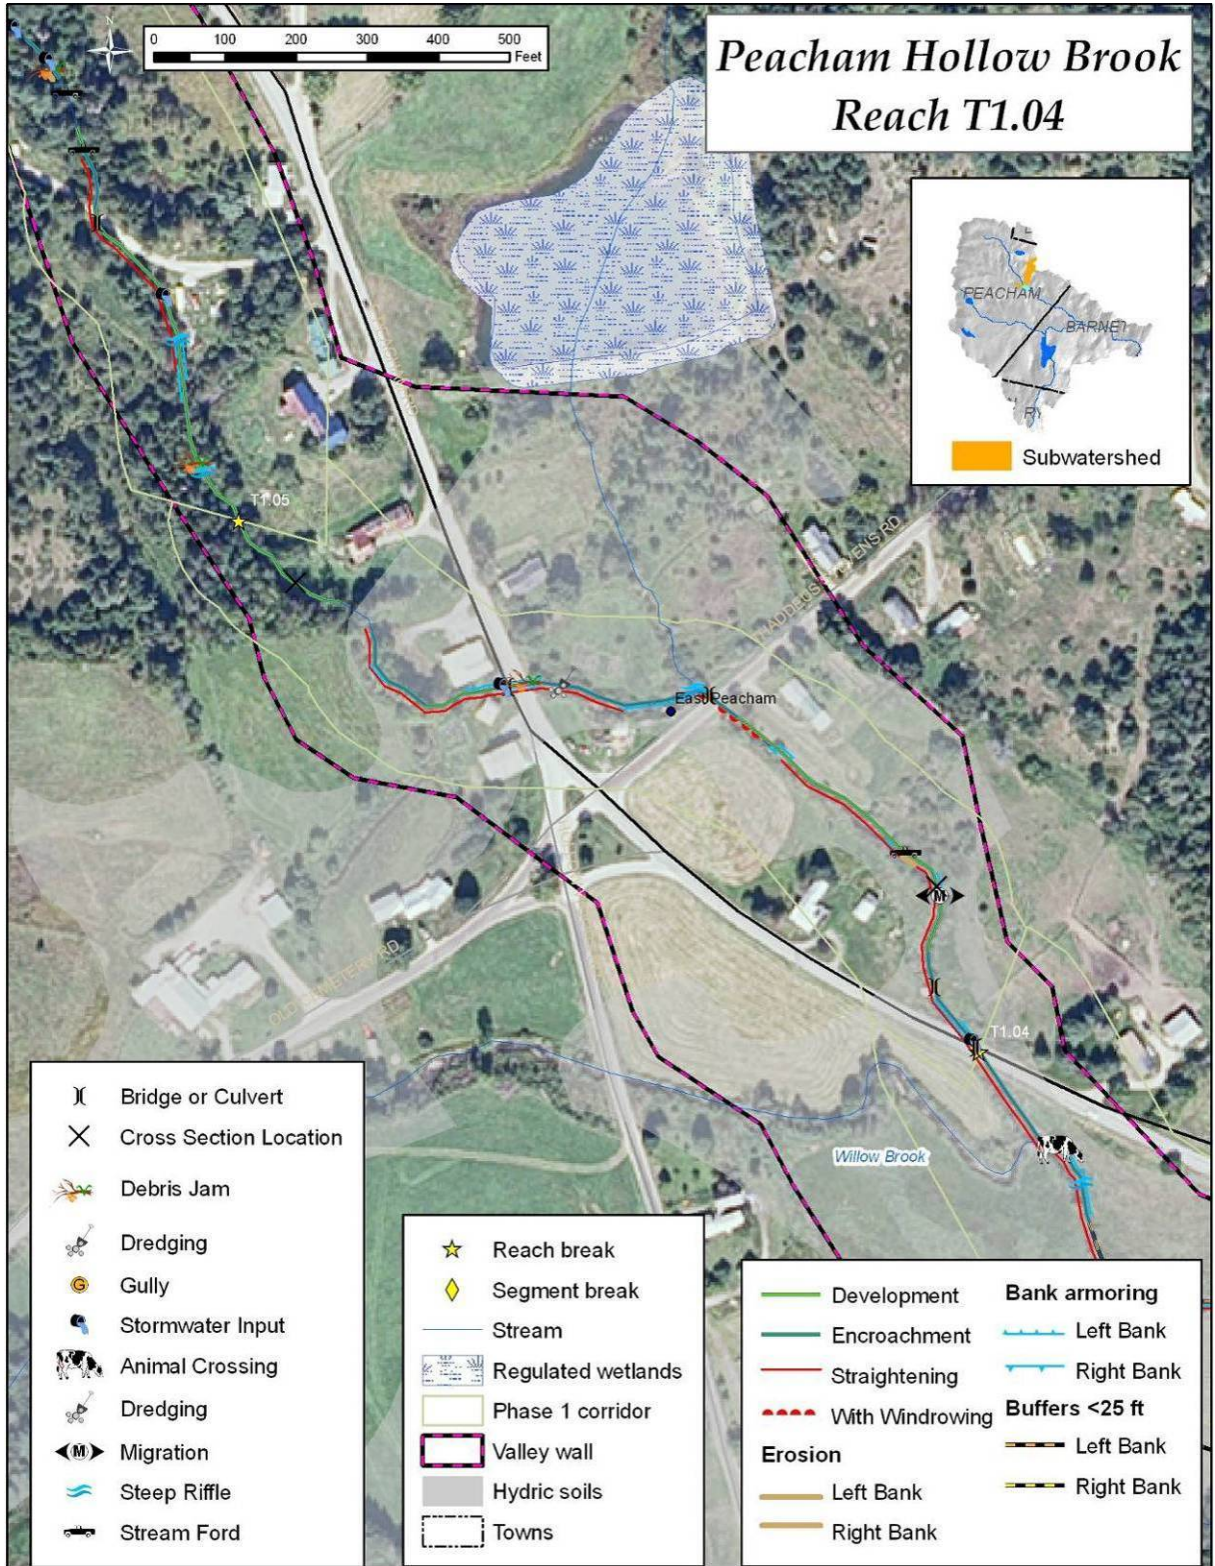 Peacham Hollow Brook
Reach T1.04
N
0 100 200 300 400 500
Feet
PEACHAM
BARNET
RY
Subwatershed
T1.05
THADDEUS STEVENS RD
East Peacham
OLD CEMETERY RD
T1.04
Willow Brook
M
Bridge or Culvert
Cross Section Location
Debris Jam
Dredging
G
Gully
Stormwater Input
Animal Crossing
Dredging
M
Migration
Steep Riffle
Stream Ford
Reach break
Segment break
Stream
Regulated wetlands
Phase 1 corridor
Valley wall
Hydric soils
Towns
Development
Encroachment
Straightening
With Windrowing
Erosion
Left Bank
Right Bank
Bank armoring
Left Bank
Right Bank
Buffers <25 ft
Left Bank
Right Bank